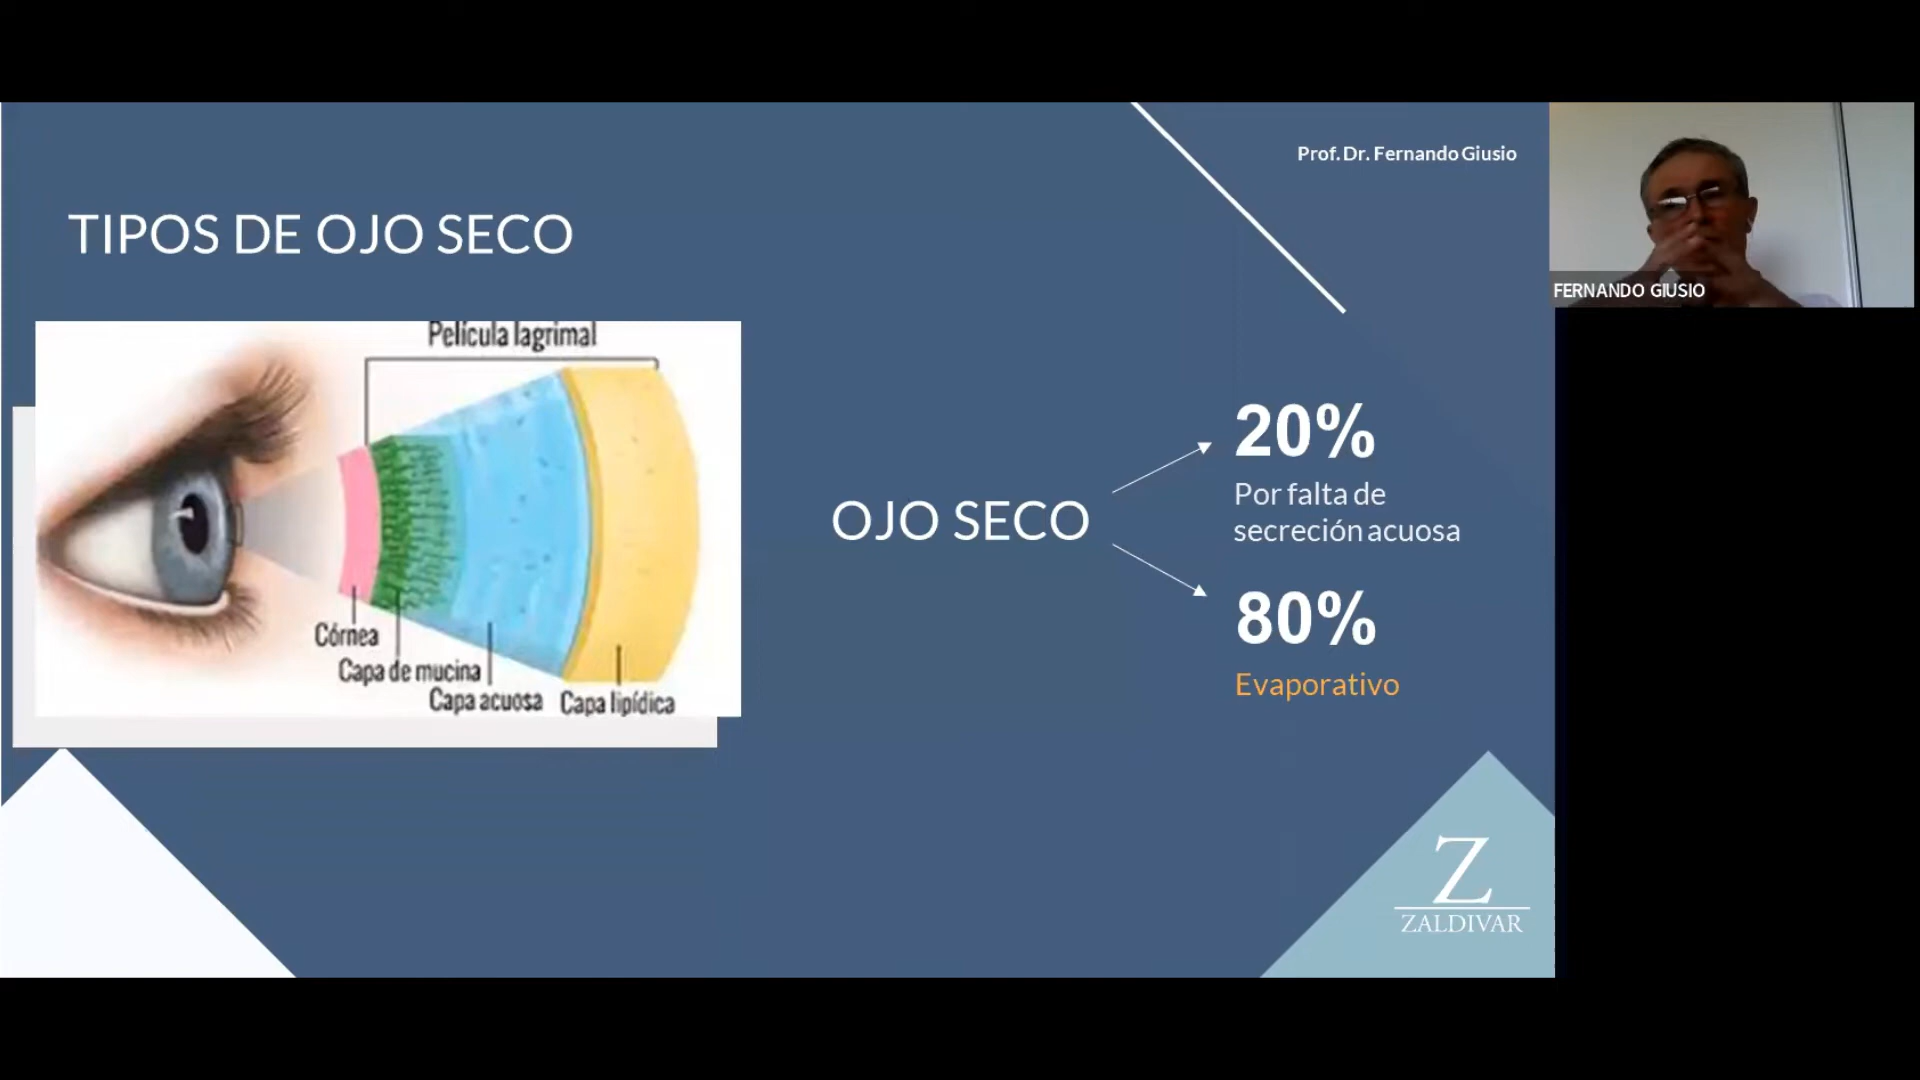 Prof. Dr. Fernando Giusio
TIPOS DE OJO SECO
Película lagrimal
Córnea
Capa de mucina
Capa acuosa
Capa lipídica
OJO SECO
20%
Por falta de
secreción acuosa
80%
Evaporativo
Z
ZALDIVAR
FERNANDO GIUSIO